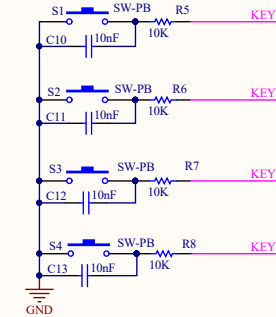 S1 SW-PB R5 KEY
10K
C10 10nF
S2 SW-PB R6 KEY
10K
C11 10nF
S3 SW-PB R7 KEY
10K
C12 10nF
S4 SW-PB R8 KEY
10K
C13 10nF
GND